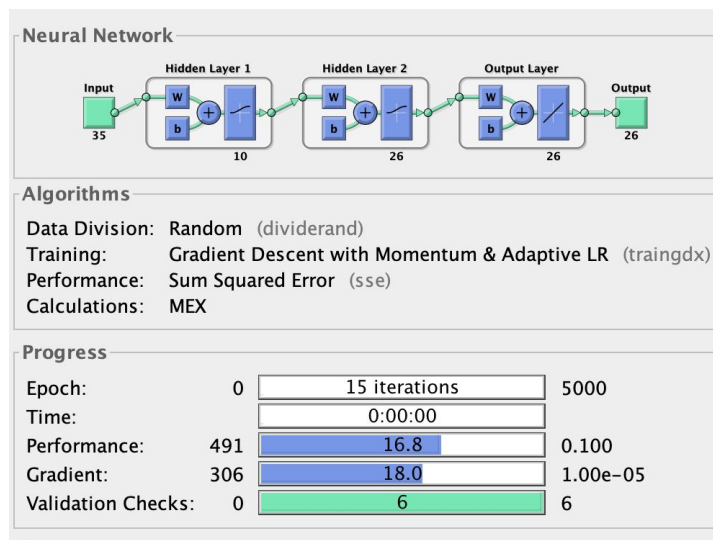 Neural Network
Hidden Layer 1 Hidden Layer 2 Output Layer
Input Output
W W W
b b b
35 26
10 26 26
Algorithms
Data Division: Random (dividerand)
Training: Gradient Descent with Momentum & Adaptive LR (traingdx)
Performance: Sum Squared Error (sse)
Calculations: MEX
Progress
Epoch: 0 15 iterations 5000
Time: 0:00:00
Performance: 491 16.8 0.100
Gradient: 306 18.0 1.00e-05
Validation Checks: 0 6 6